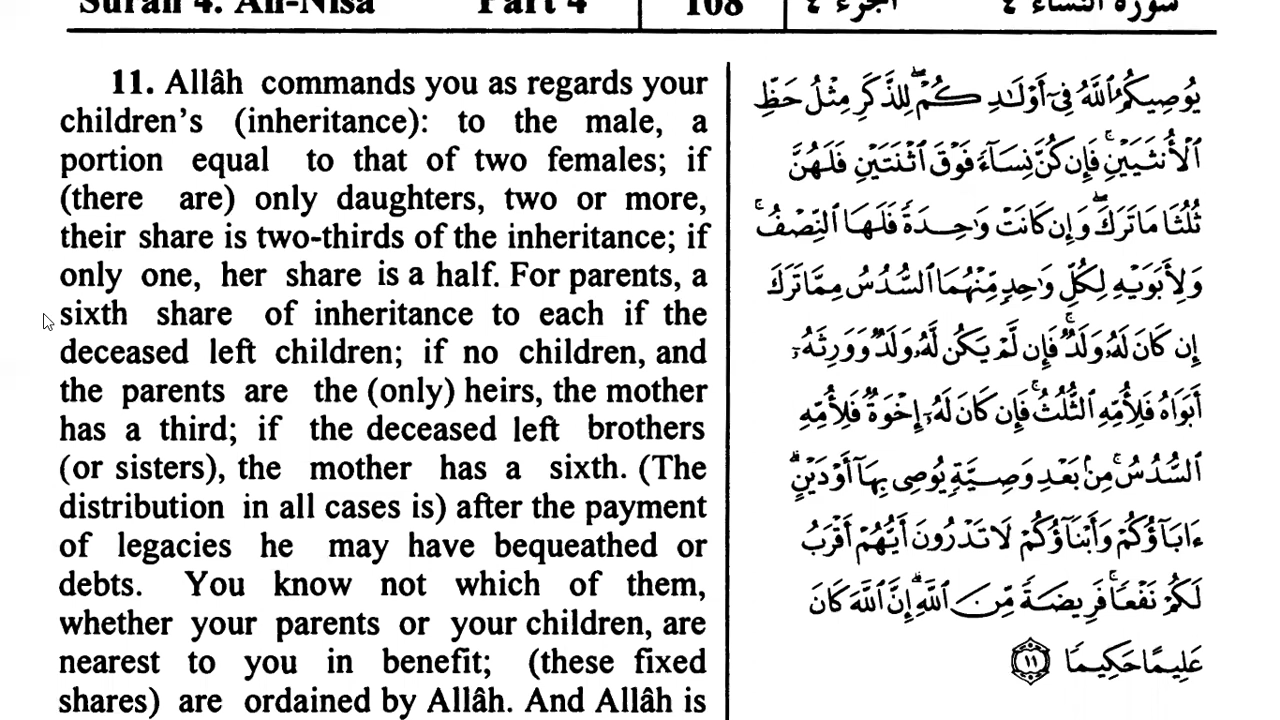 Surah 4. An-Nisa Part 4 108 الجزء ٤ سورة النساء ٤
11. Allâh commands you as regards your
children's (inheritance): to the male, a
portion equal to that of two females; if
(there are) only daughters, two or more,
their share is two-thirds of the inheritance; if
only one, her share is a half. For parents, a
sixth share of inheritance to each if the
deceased left children; if no children, and
the parents are the (only) heirs, the mother
has a third; if the deceased left brothers
(or sisters), the mother has a sixth. (The
distribution in all cases is) after the payment
of legacies he may have bequeathed or
debts. You know not which of them,
whether your parents or your children, are
nearest to you in benefit; (these fixed
shares) are ordained by Allâh. And Allâh is
يُوصِيكُمُ ٱللَّهُ فِىٓ أَوْلَـٰدِكُمْ ۖ لِلذَّكَرِ مِثْلُ حَظِّ
ٱلْأُنثَيَيْنِ ۚ فَإِن كُنَّ نِسَآءً فَوْقَ ٱثْنَتَيْنِ فَلَهُنَّ
ثُلُثَا مَا تَرَكَ ۖ وَإِن كَانَتْ وَٰحِدَةً فَلَهَا ٱلنِّصْفُ ۚ
وَلِأَبَوَيْهِ لِكُلِّ وَٰحِدٍ مِّنْهُمَا ٱلسُّدُسُ مِمَّا تَرَكَ
إِن كَانَ لَهُۥ وَلَدٌ ۚ فَإِن لَّمْ يَكُن لَّهُۥ وَلَدٌ وَوَرِثَهُۥٓ
أَبَوَاهُ فَلِأُمِّهِ ٱلثُّلُثُ ۚ فَإِن كَانَ لَهُۥٓ إِخْوَةٌ فَلِأُمِّهِ
ٱلسُّدُسُ ۚ مِنۢ بَعْدِ وَصِيَّةٍ يُوصِى بِهَآ أَوْ دَيْنٍ ۗ
ءَابَآؤُكُمْ وَأَبْنَآؤُكُمْ لَا تَدْرُونَ أَيُّهُمْ أَقْرَبُ
لَكُمْ نَفْعًا ۚ فَرِيضَةً مِّنَ ٱللَّهِ ۗ إِنَّ ٱللَّهَ كَانَ
عَلِيمًا حَكِيمًا ١١